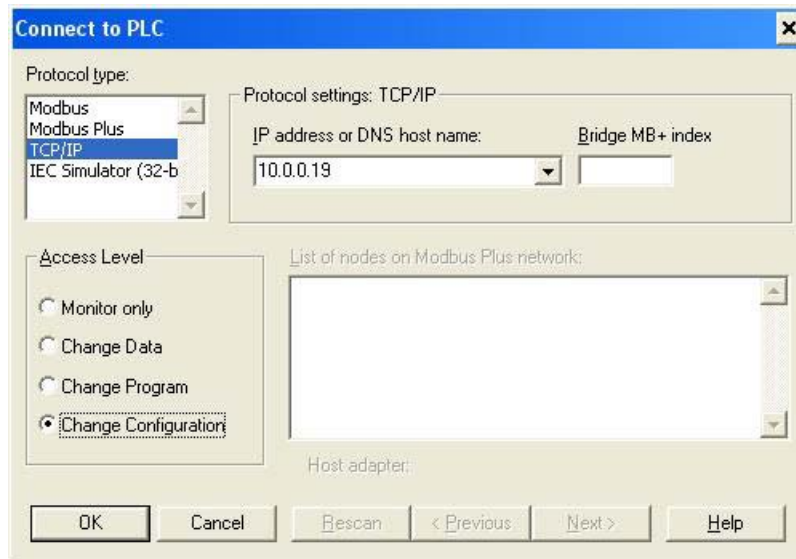 Connect to PLC
Protocol type:
Modbus
Modbus Plus
TCP/IP
IEC Simulator (32-b
Protocol settings: TCP/IP
IP address or DNS host name:
Bridge MB+ index
10.0.0.19
Access Level
Monitor only
Change Data
Change Program
Change Configuration
List of nodes on Modbus Plus network:
Host adapter:
OK
Cancel
Rescan
< Previous
Next >
Help